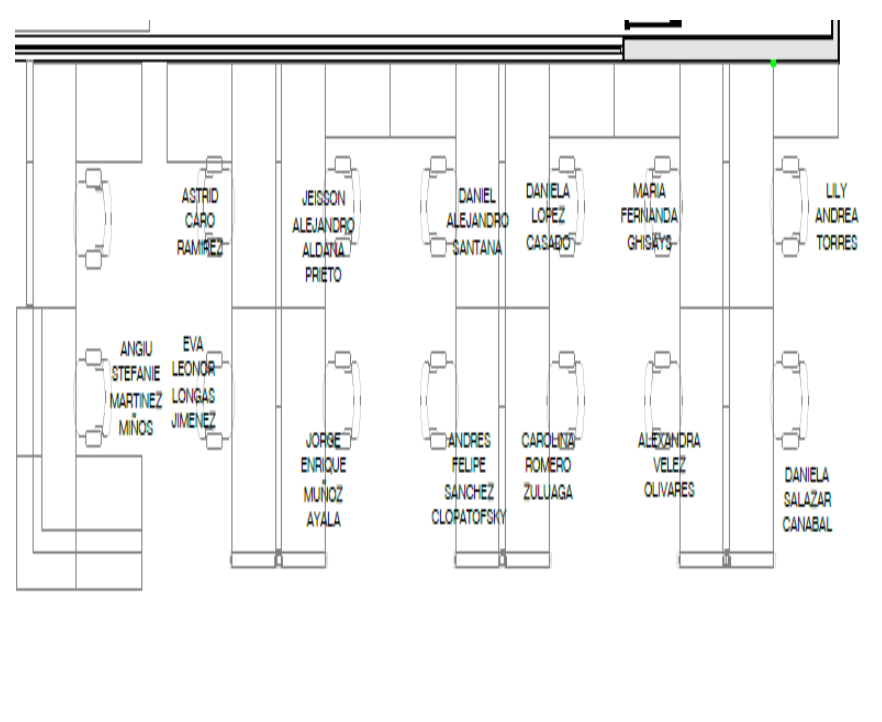 ASTRID
CARO
RAMIREZ
JEISSON
ALEJANDRO
ALDANA
PRIETO
DANIEL
ALEJANDRO
SANTANA
DANIELA
LOPEZ
CASADO
MARIA
FERNANDA
GHISAYS
LILY
ANDREA
TORRES
ANGIU
STEFANIE
MARTINEZ
MIÑOS
EVA
LEONOR
LONGAS
JIMENEZ
JORGE
ENRIQUE
MUÑOZ
AYALA
ANDRES
FELIPE
SANCHEZ
CLOPATOFSKY
CAROLINA
ROMERO
ZULUAGA
ALEXANDRA
VELEZ
OLIVARES
DANIELA
SALAZAR
CANABAL